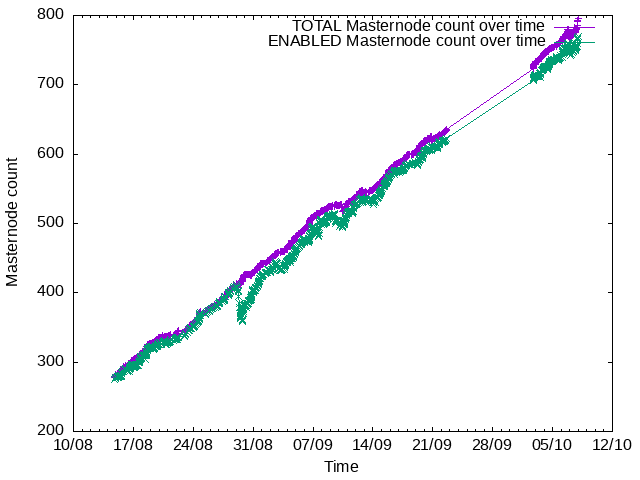 800
TOTAL Masternode count over time
ENABLED Masternode count over time
700
600
Masternode count
500
400
300
200
10/08 17/08 24/08 31/08 07/09 14/09 21/09 28/09 05/10 12/10
Time